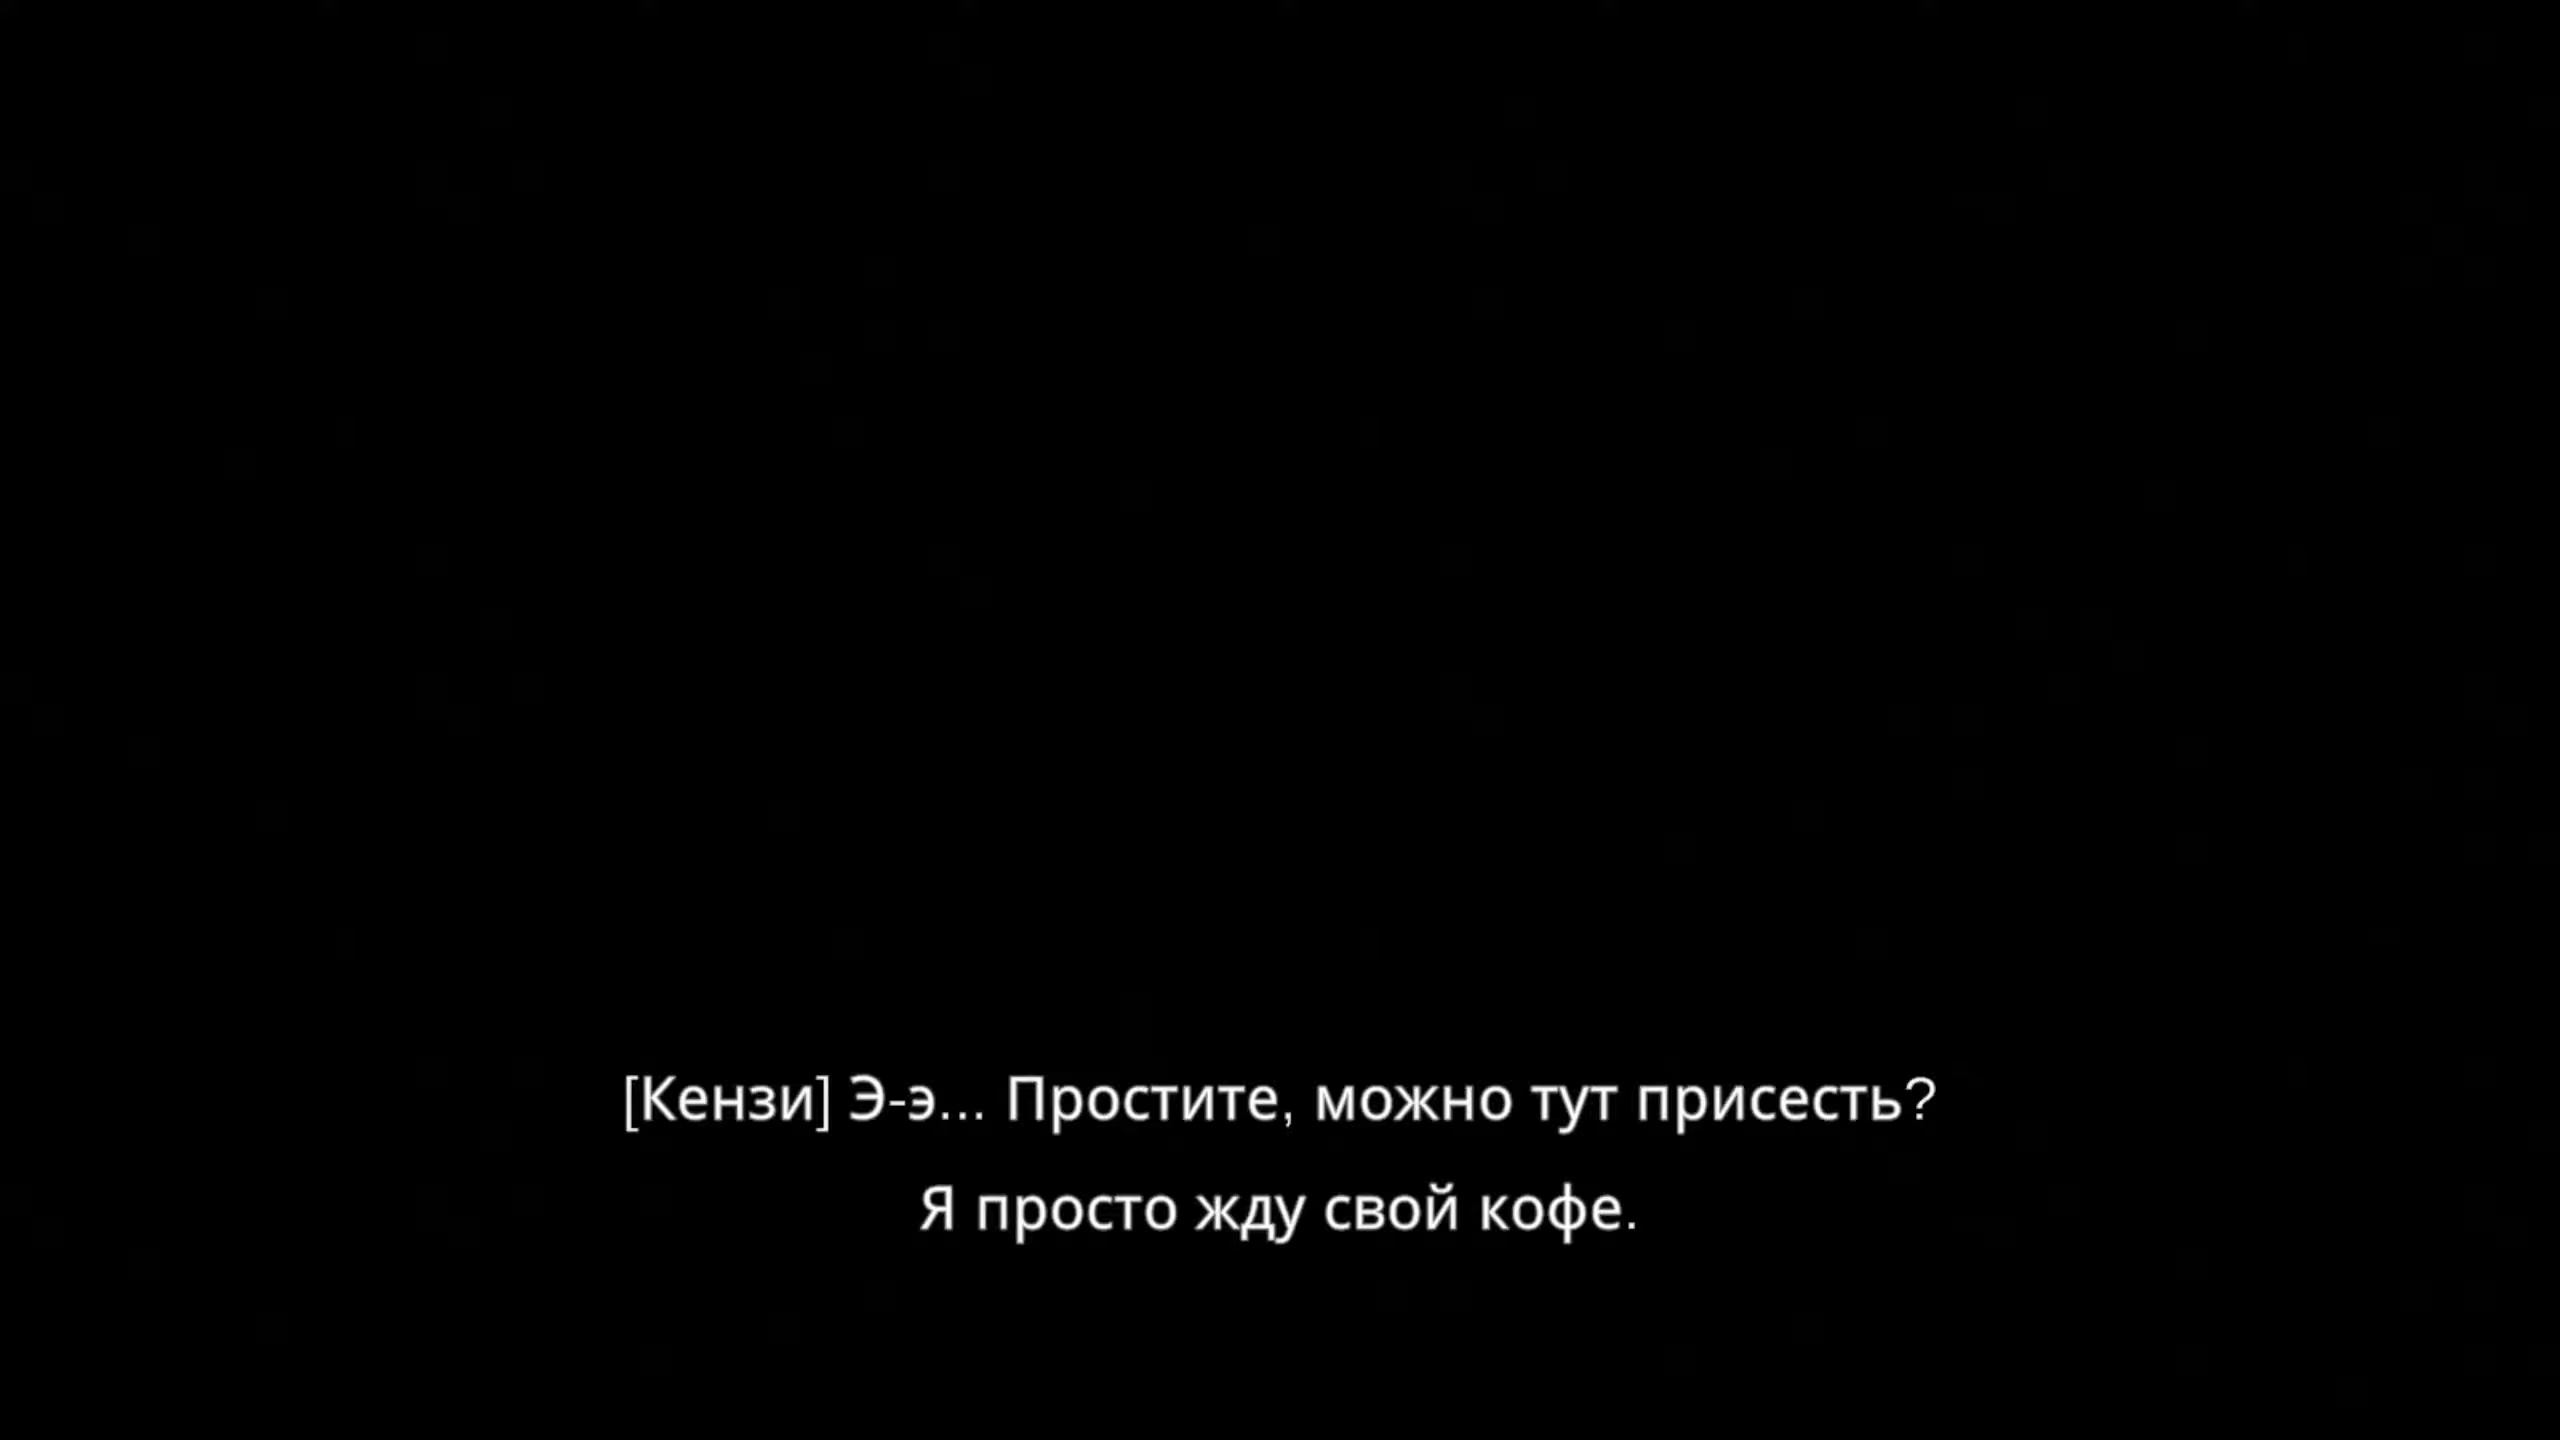 [Кензи] Э-э... Простите, можно тут присесть?
Я просто жду свой кофе.